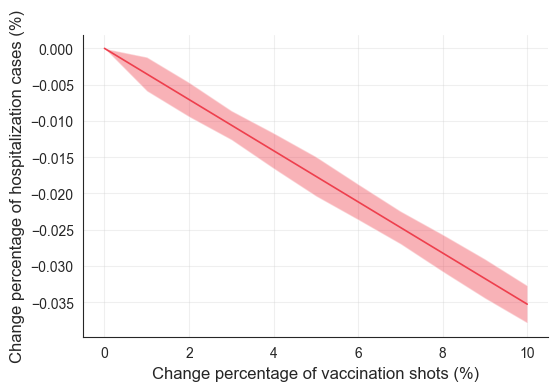 Change percentage of hospitalization cases (%)
0.000
−0.005
−0.010
−0.015
−0.020
−0.025
−0.030
−0.035
0 2 4 6 8 10
Change percentage of vaccination shots (%)